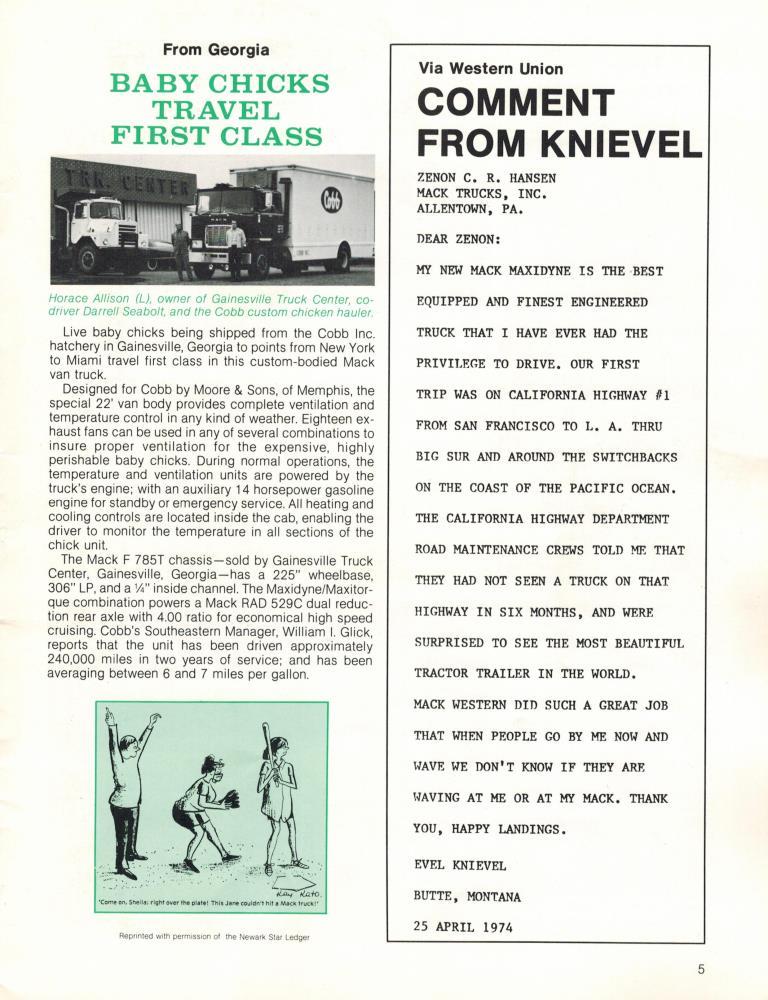 From Georgia
BABY CHICKS
TRAVEL
FIRST CLASS
TRK. CENTER
Cobb
MACK
Horace Allison (L), owner of Gainesville Truck Center, co-
driver Darrell Seabolt, and the Cobb custom chicken hauler.
Live baby chicks being shipped from the Cobb Inc.
hatchery in Gainesville, Georgia to points from New York
to Miami travel first class in this custom-bodied Mack
van truck.
Designed for Cobb by Moore & Sons, of Memphis, the
special 22' van body provides complete ventilation and
temperature control in any kind of weather. Eighteen ex-
haust fans can be used in any of several combinations to
insure proper ventilation for the expensive, highly
perishable baby chicks. During normal operations, the
temperature and ventilation units are powered by the
truck's engine; with an auxiliary 14 horsepower gasoline
engine for standby or emergency service. All heating and
cooling controls are located inside the cab, enabling the
driver to monitor the temperature in all sections of the
chick unit.
The Mack F 785T chassis—sold by Gainesville Truck
Center, Gainesville, Georgia—has a 225" wheelbase,
306" LP, and a ¼" inside channel. The Maxidyne/Maxitor-
que combination powers a Mack RAD 529C dual reduc-
tion rear axle with 4.00 ratio for economical high speed
cruising. Cobb's Southeastern Manager, William I. Glick,
reports that the unit has been driven approximately
240,000 miles in two years of service; and has been
averaging between 6 and 7 miles per gallon.
Ray Kato.
'Come on, Sheila; right over the plate! This Jane couldn't hit a Mack truck!'
Reprinted with permission of the Newark Star Ledger
Via Western Union
COMMENT
FROM KNIEVEL
ZENON C. R. HANSEN
MACK TRUCKS, INC.
ALLENTOWN, PA.
DEAR ZENON:
MY NEW MACK MAXIDYNE IS THE BEST
EQUIPPED AND FINEST ENGINEERED
TRUCK THAT I HAVE EVER HAD THE
PRIVILEGE TO DRIVE. OUR FIRST
TRIP WAS ON CALIFORNIA HIGHWAY #1
FROM SAN FRANCISCO TO L. A. THRU
BIG SUR AND AROUND THE SWITCHBACKS
ON THE COAST OF THE PACIFIC OCEAN.
THE CALIFORNIA HIGHWAY DEPARTMENT
ROAD MAINTENANCE CREWS TOLD ME THAT
THEY HAD NOT SEEN A TRUCK ON THAT
HIGHWAY IN SIX MONTHS, AND WERE
SURPRISED TO SEE THE MOST BEAUTIFUL
TRACTOR TRAILER IN THE WORLD.
MACK WESTERN DID SUCH A GREAT JOB
THAT WHEN PEOPLE GO BY ME NOW AND
WAVE WE DON'T KNOW IF THEY ARE
WAVING AT ME OR AT MY MACK. THANK
YOU, HAPPY LANDINGS.
EVEL KNIEVEL
BUTTE, MONTANA
25 APRIL 1974
5